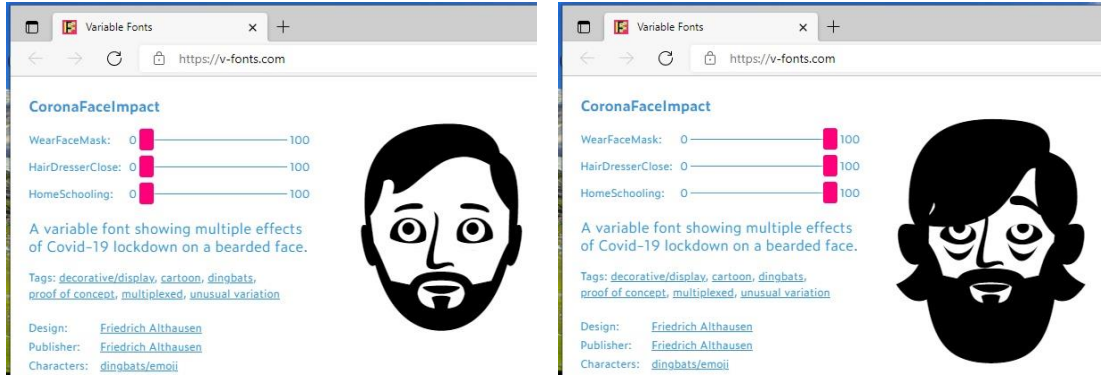 Variable Fonts
https://v-fonts.com
CoronaFaceImpact
WearFaceMask: 0 100
HairDresserClose: 0 100
HomeSchooling: 0 100
A variable font showing multiple effects
of Covid-19 lockdown on a bearded face.
Tags: decorative/display, cartoon, dingbats,
proof of concept, multiplexed, unusual variation
Design: Friedrich Althausen
Publisher: Friedrich Althausen
Characters: dingbats/emoji
Variable Fonts
https://v-fonts.com
CoronaFaceImpact
WearFaceMask: 0 100
HairDresserClose: 0 100
HomeSchooling: 0 100
A variable font showing multiple effects
of Covid-19 lockdown on a bearded face.
Tags: decorative/display, cartoon, dingbats,
proof of concept, multiplexed, unusual variation
Design: Friedrich Althausen
Publisher: Friedrich Althausen
Characters: dingbats/emoji